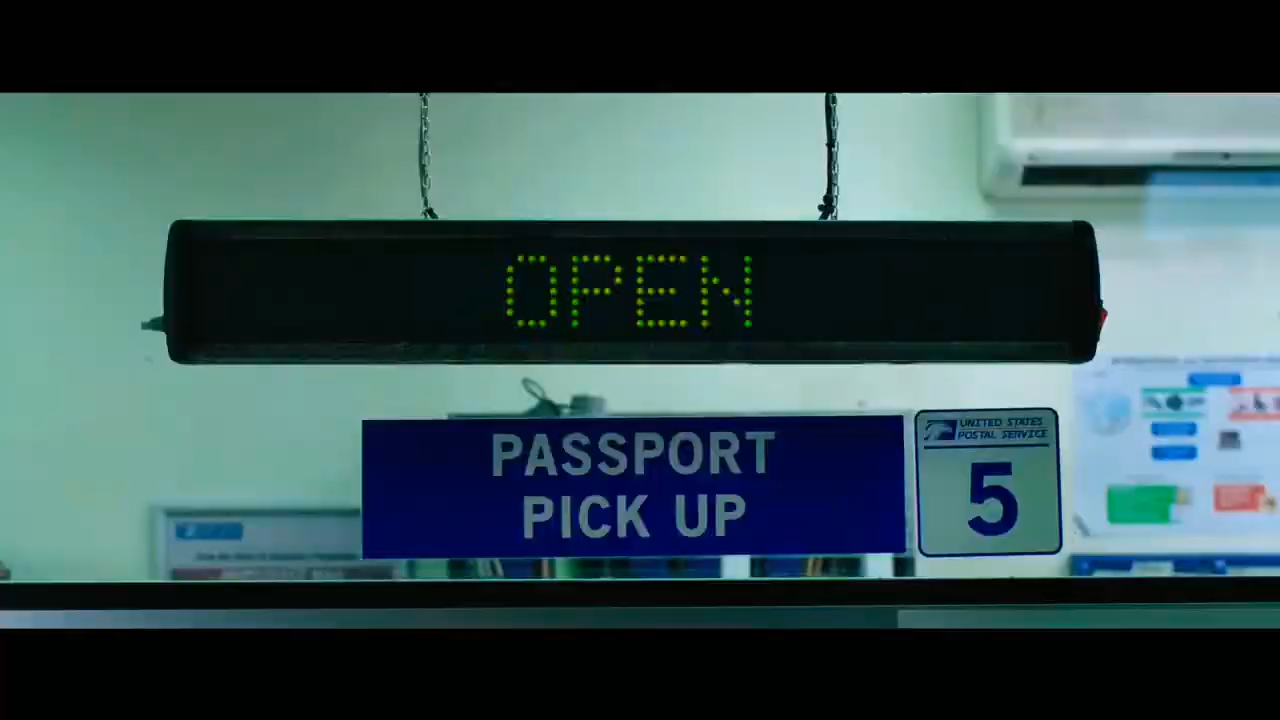 OPEN
PASSPORT
PICK UP
UNITED STATES
POSTAL SERVICE
5